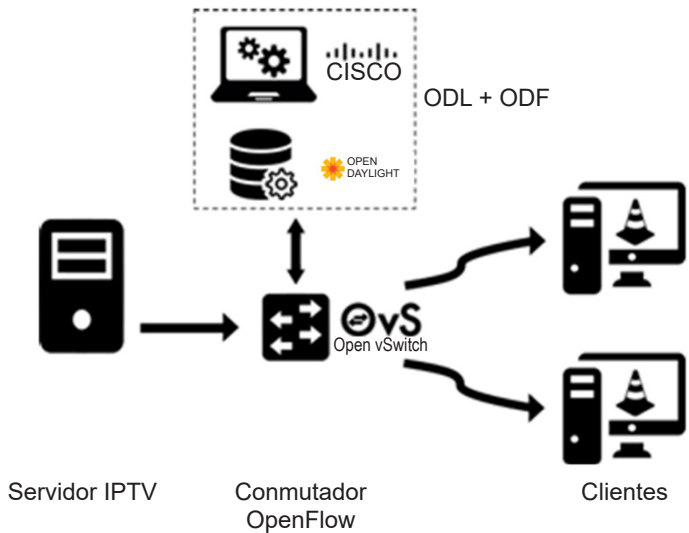 CISCO
ODL + ODF
OPEN
DAYLIGHT
OvS
Open vSwitch
Servidor IPTV
Conmutador
OpenFlow
Clientes